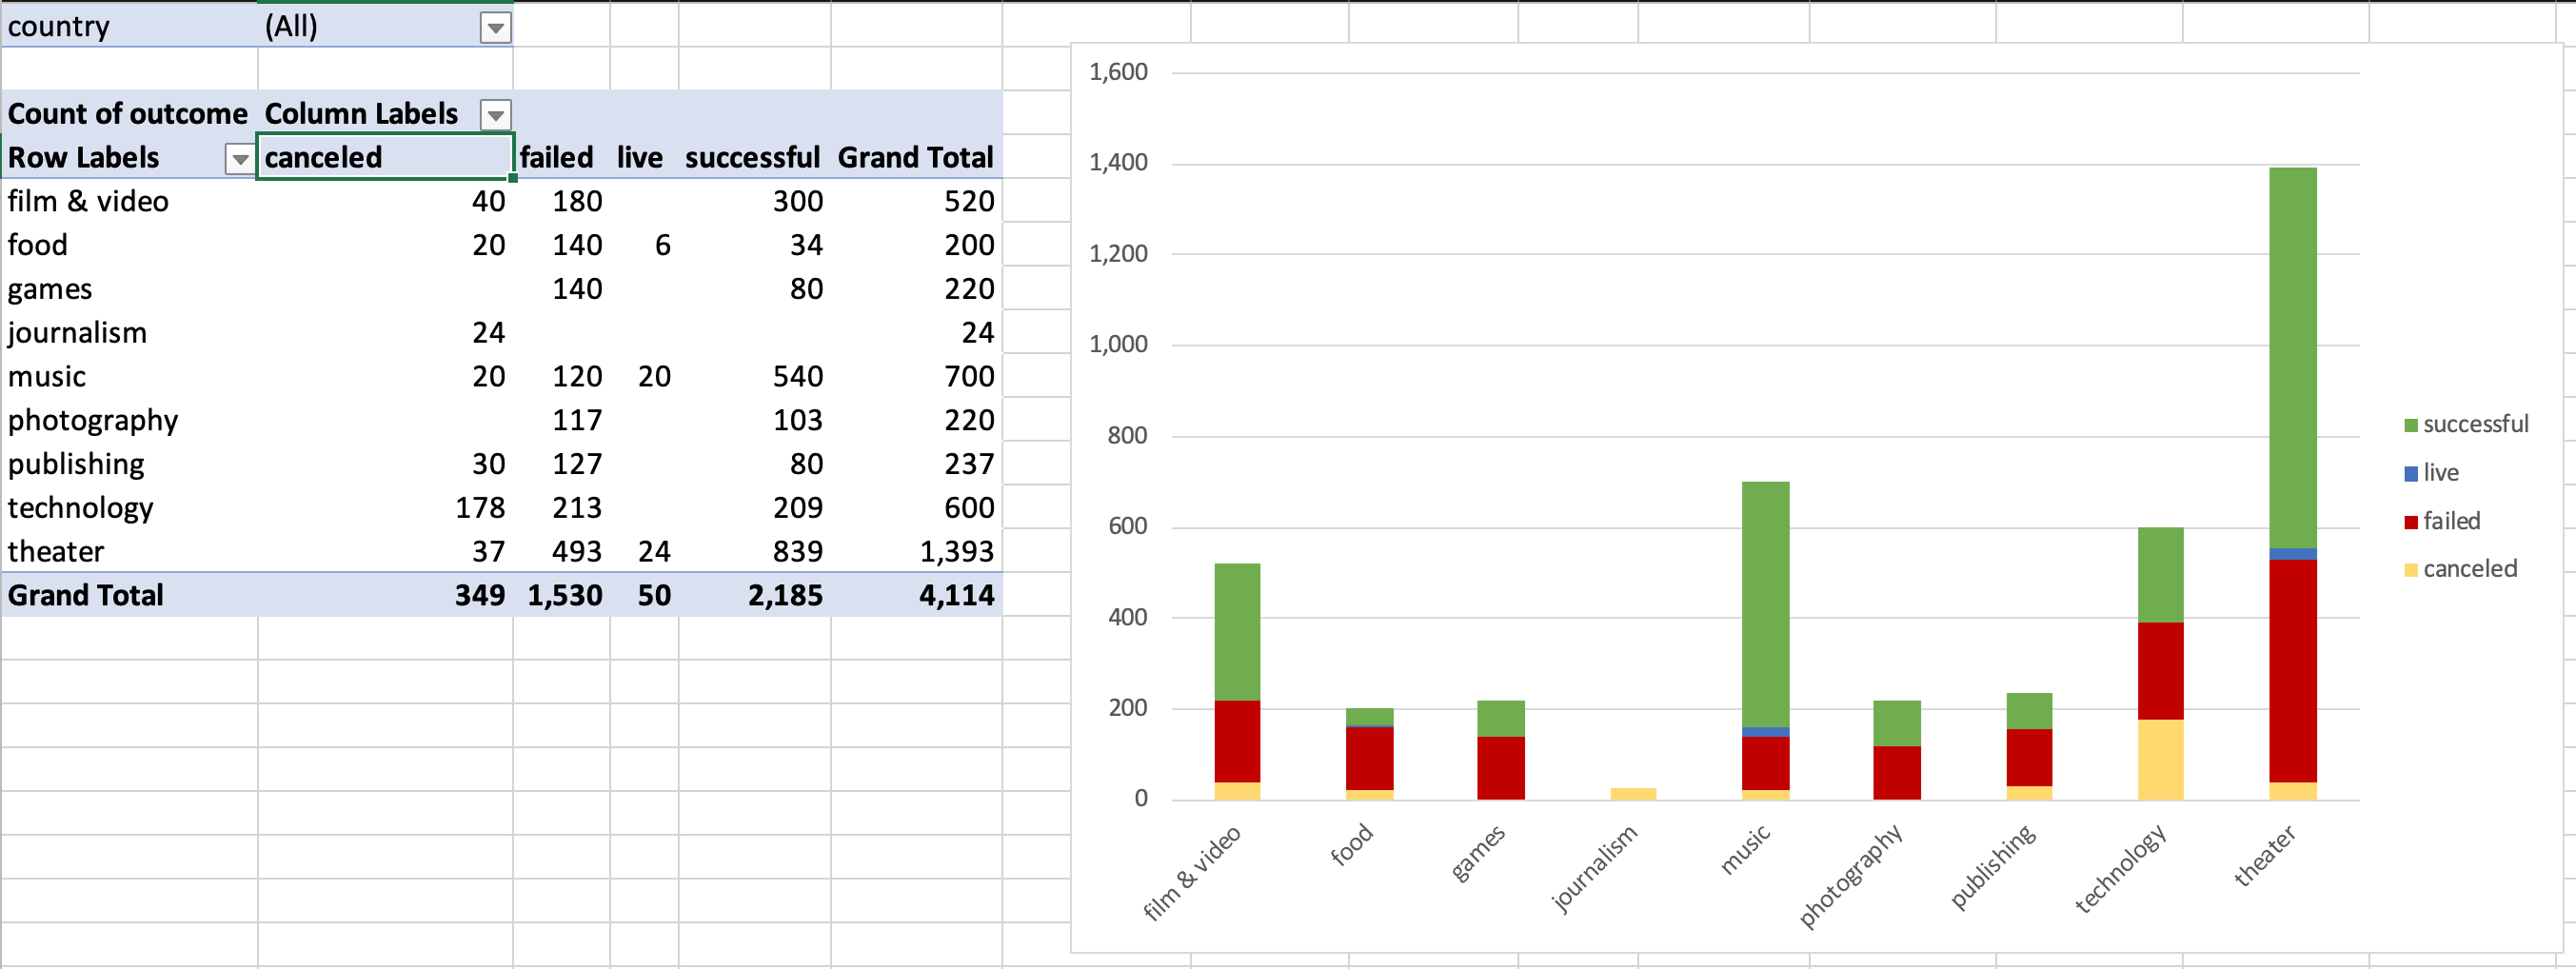 country (All)
Count of outcome Column Labels
Row Labels canceled failed live successful Grand Total
film & video 40 180 300 520
food 20 140 6 34 200
games 140 80 220
journalism 24 24
music 20 120 20 540 700
photography 117 103 220
publishing 30 127 80 237
technology 178 213 209 600
theater 37 493 24 839 1,393
Grand Total 349 1,530 50 2,185 4,114
1,600
1,400
1,200
1,000
800
600
400
200
0
film & video
food
games
journalism
music
photography
publishing
technology
theater
successful
live
failed
canceled